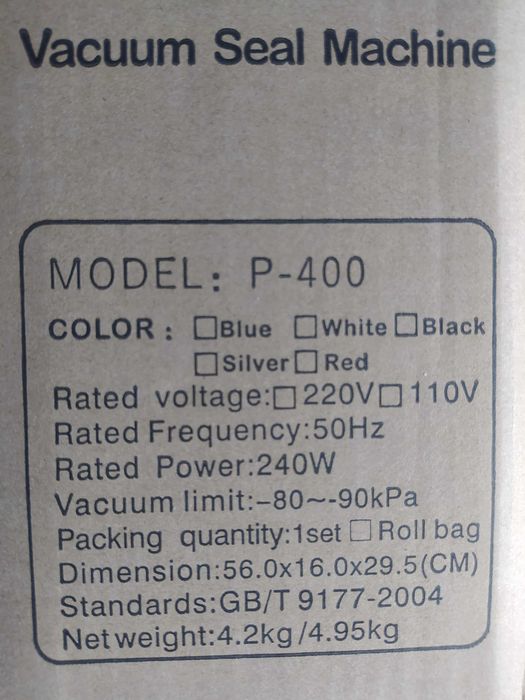 Vacuum Seal Machine
MODEL: P-400
COLOR: □Blue □White □Black
□Silver □Red
Rated voltage:□220V□110V
Rated Frequency:50Hz
Rated Power:240W
Vacuum limit:-80~-90kPa
Packing quantity:1set □Roll bag
Dimension:56.0x16.0x29.5(CM)
Standards:GB/T 9177-2004
Net weight:4.2kg/4.95kg